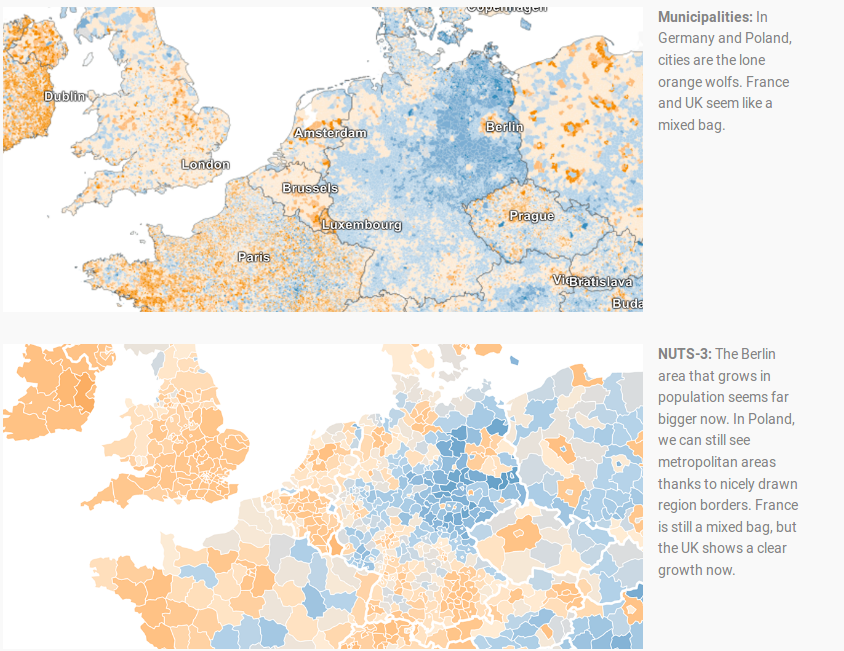 Copenhagen
Dublin
Amsterdam
Berlin
London
Brussels
Prague
Luxembourg
Paris
Bratislava
Municipalities: In
Germany and Poland,
cities are the lone
orange wolfs. France
and UK seem like a
mixed bag.
NUTS-3: The Berlin
area that grows in
population seems far
bigger now. In Poland,
we can still see
metropolitan areas
thanks to nicely drawn
region borders. France
is still a mixed bag, but
the UK shows a clear
growth now.